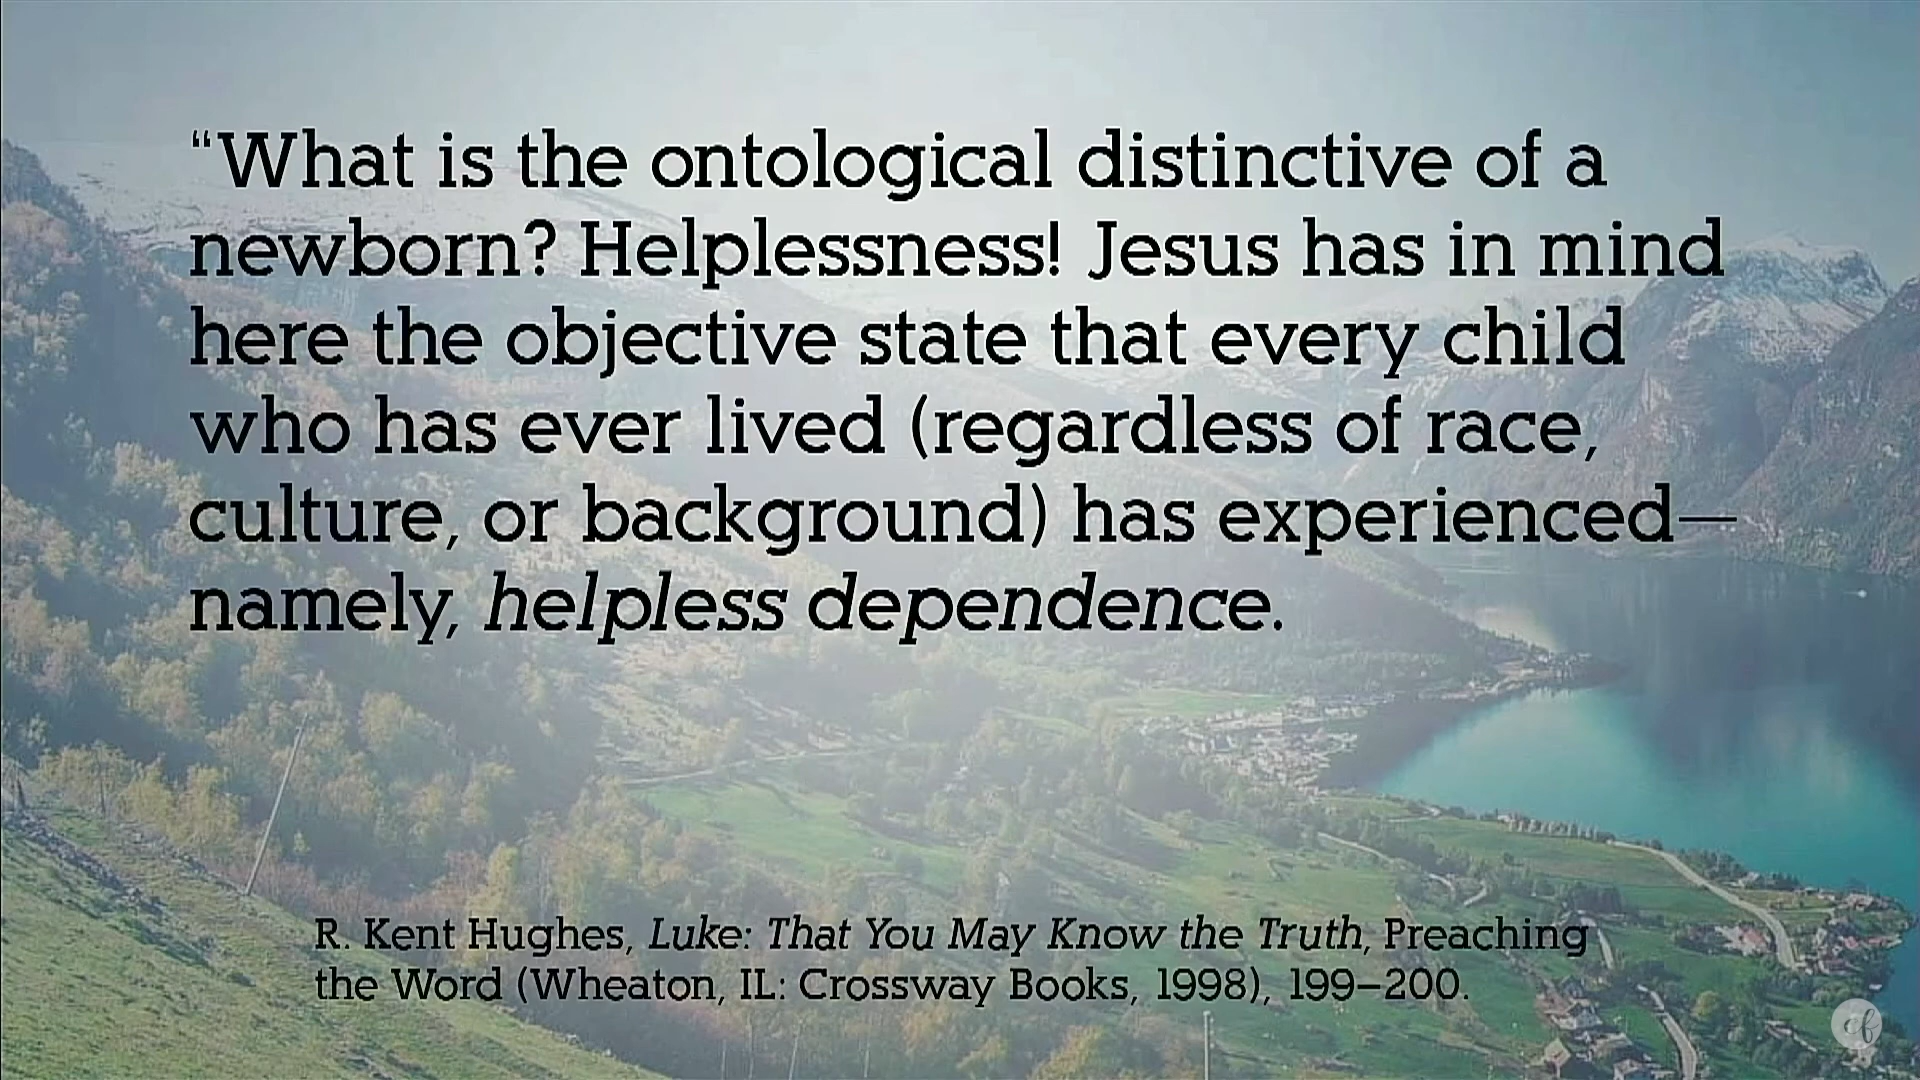 “What is the ontological distinctive of a
newborn? Helplessness! Jesus has in mind
here the objective state that every child
who has ever lived (regardless of race,
culture, or background) has experienced—
namely, helpless dependence.
R. Kent Hughes, Luke: That You May Know the Truth, Preaching
the Word (Wheaton, IL: Crossway Books, 1998), 199–200.
cf